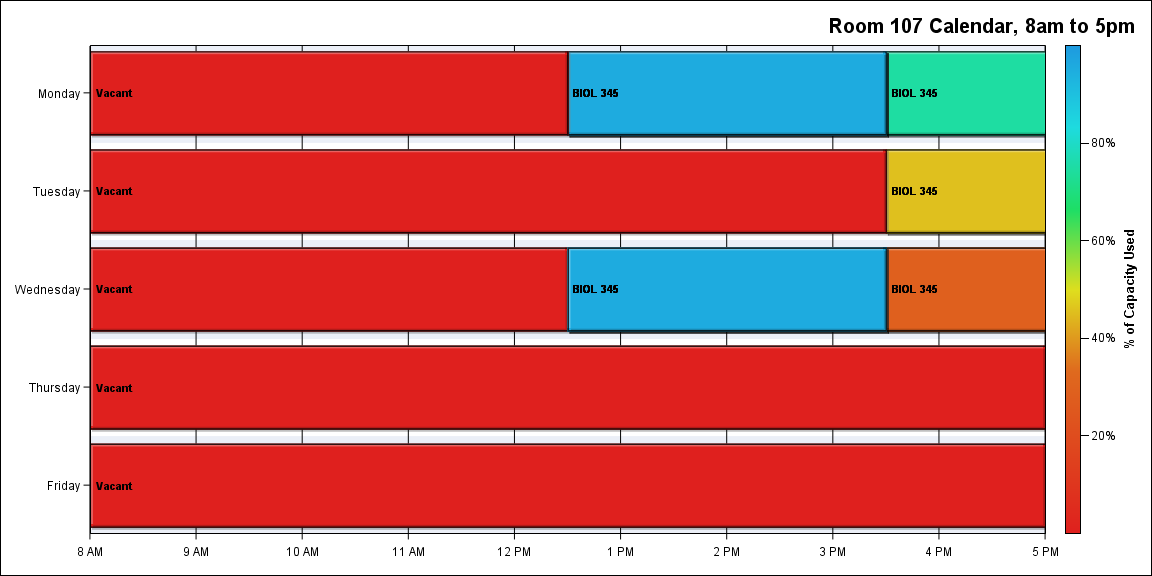 Room 107 Calendar, 8am to 5pm
Monday
Vacant
BIOL 345
BIOL 345
Tuesday
Vacant
BIOL 345
Wednesday
Vacant
BIOL 345
BIOL 345
Thursday
Vacant
Friday
Vacant
8 AM
9 AM
10 AM
11 AM
12 PM
1 PM
2 PM
3 PM
4 PM
5 PM
80%
60%
40%
20%
% of Capacity Used